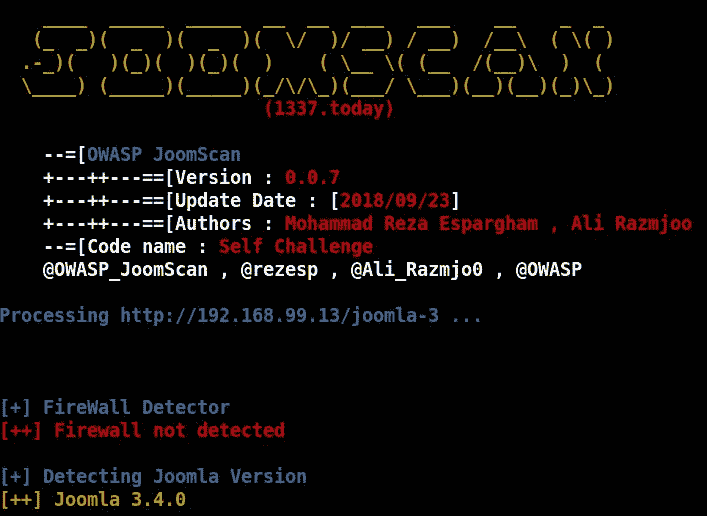 (1337.today)
--=[OWASP JoomScan
+---++---==[Version : 0.0.7
+---++---==[Update Date : [2018/09/23]
+---++---==[Authors : Mohammad Reza Espargham , Ali Razmjoo
--=[Code name : Self Challenge
@OWASP_JoomScan , @rezesp , @Ali_Razmjo0 , @OWASP
Processing http://192.168.99.13/joomla-3 ...
[+] FireWall Detector
[++] Firewall not detected
[+] Detecting Joomla Version
[++] Joomla 3.4.0